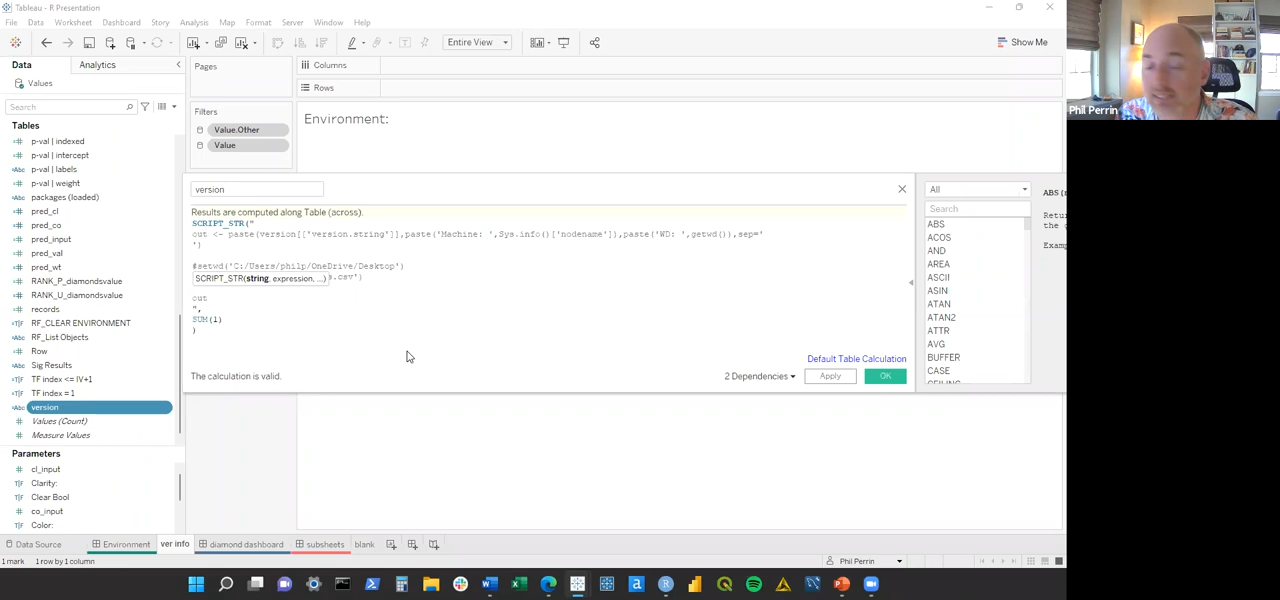 Tableau - R Presentation
File Data Worksheet Dashboard Story Analysis Map Format Server Window Help
Entire View
Show Me
Data
Analytics
Values
Search
Tables
p-val | indexed
p-val | intercept
p-val | labels
p-val | weight
packages (loaded)
pred_cl
pred_co
pred_input
pred_val
pred_wt
RANK_P_diamondsvalue
RANK_U_diamondsvalue
records
RF_CLEAR ENVIRONMENT
RF_List Objects
Row
Sig Results
TF index <= IV+1
TF index = 1
version
Values (Count)
Measure Values
Parameters
cl_input
Clarity:
Clear Bool
co_input
Color:
Pages
Filters
Value.Other
Value
Columns
Rows
Environment:
version
Results are computed along Table (across).
SCRIPT_STR("
out <- paste(version[['version.string']],paste('Machine: ',Sys.info()['nodename']),paste('WD: ',getwd()),sep='
')
#setwd('C:/Users/philp/OneDrive/Desktop')
SCRIPT_STR(string, expression, ...)
s.csv')
out
",
SUM(1)
)
The calculation is valid.
Default Table Calculation
2 Dependencies
Apply
OK
All
Search
ABS
ACOS
AND
AREA
ASCII
ASIN
ATAN
ATAN2
ATTR
AVG
BUFFER
CASE
CEILING
Data Source
Environment
ver info
diamond dashboard
subsheets
blank
1 mark
1 row by 1 column
Phil Perrin
Phil Perrin